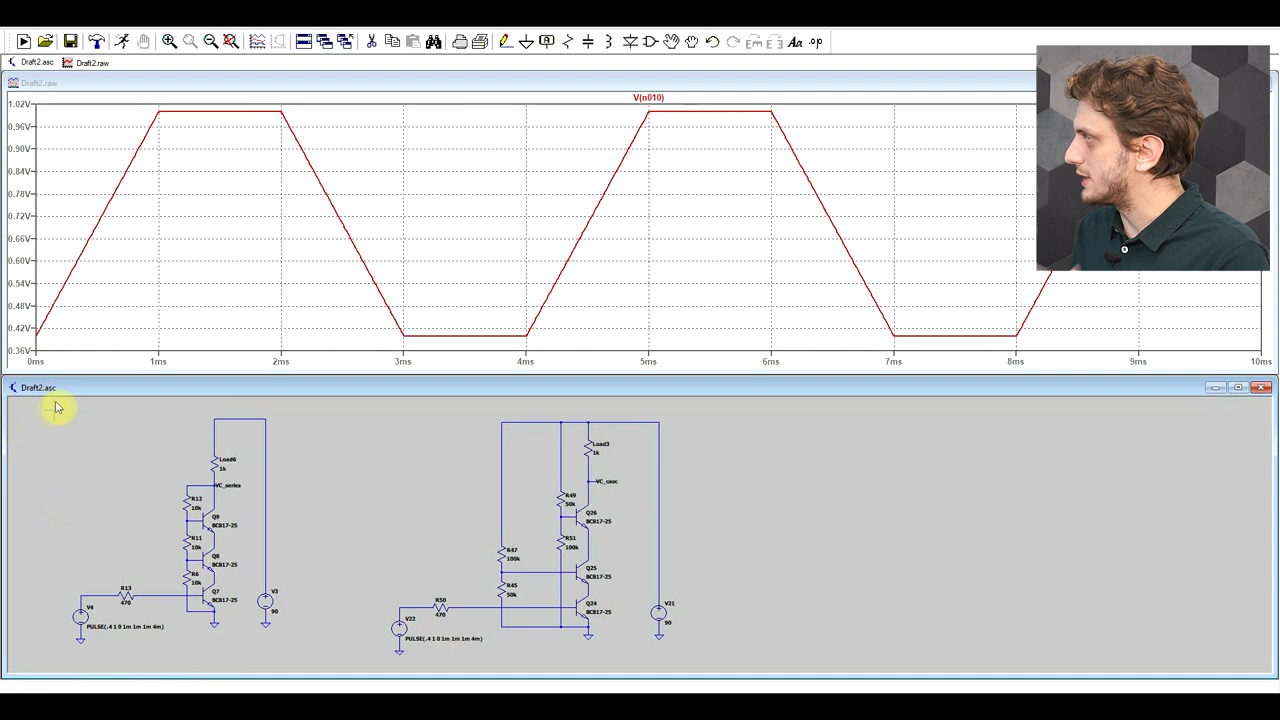 Draft2.asc
Draft2.raw
Draft2.raw
V(n010)
1.02V
0.96V
0.90V
0.84V
0.78V
0.72V
0.66V
0.60V
0.54V
0.48V
0.42V
0.36V
0ms
1ms
2ms
3ms
4ms
5ms
6ms
7ms
8ms
9ms
10ms
Draft2.asc
Load6
1k
VC_series
R12
10k
Q9
BC817-25
R11
10k
Q8
BC817-25
R6
10k
Q7
BC817-25
R13
470
V4
PULSE(.4 1 0 1m 1m 1m 4m)
V3
90
Load3
1k
VC_casc
R49
50k
Q26
BC817-25
R51
100k
R47
100k
Q25
BC817-25
R45
50k
Q24
BC817-25
R50
470
V22
PULSE(.4 1 0 1m 1m 1m 4m)
V21
90
Aa
.op